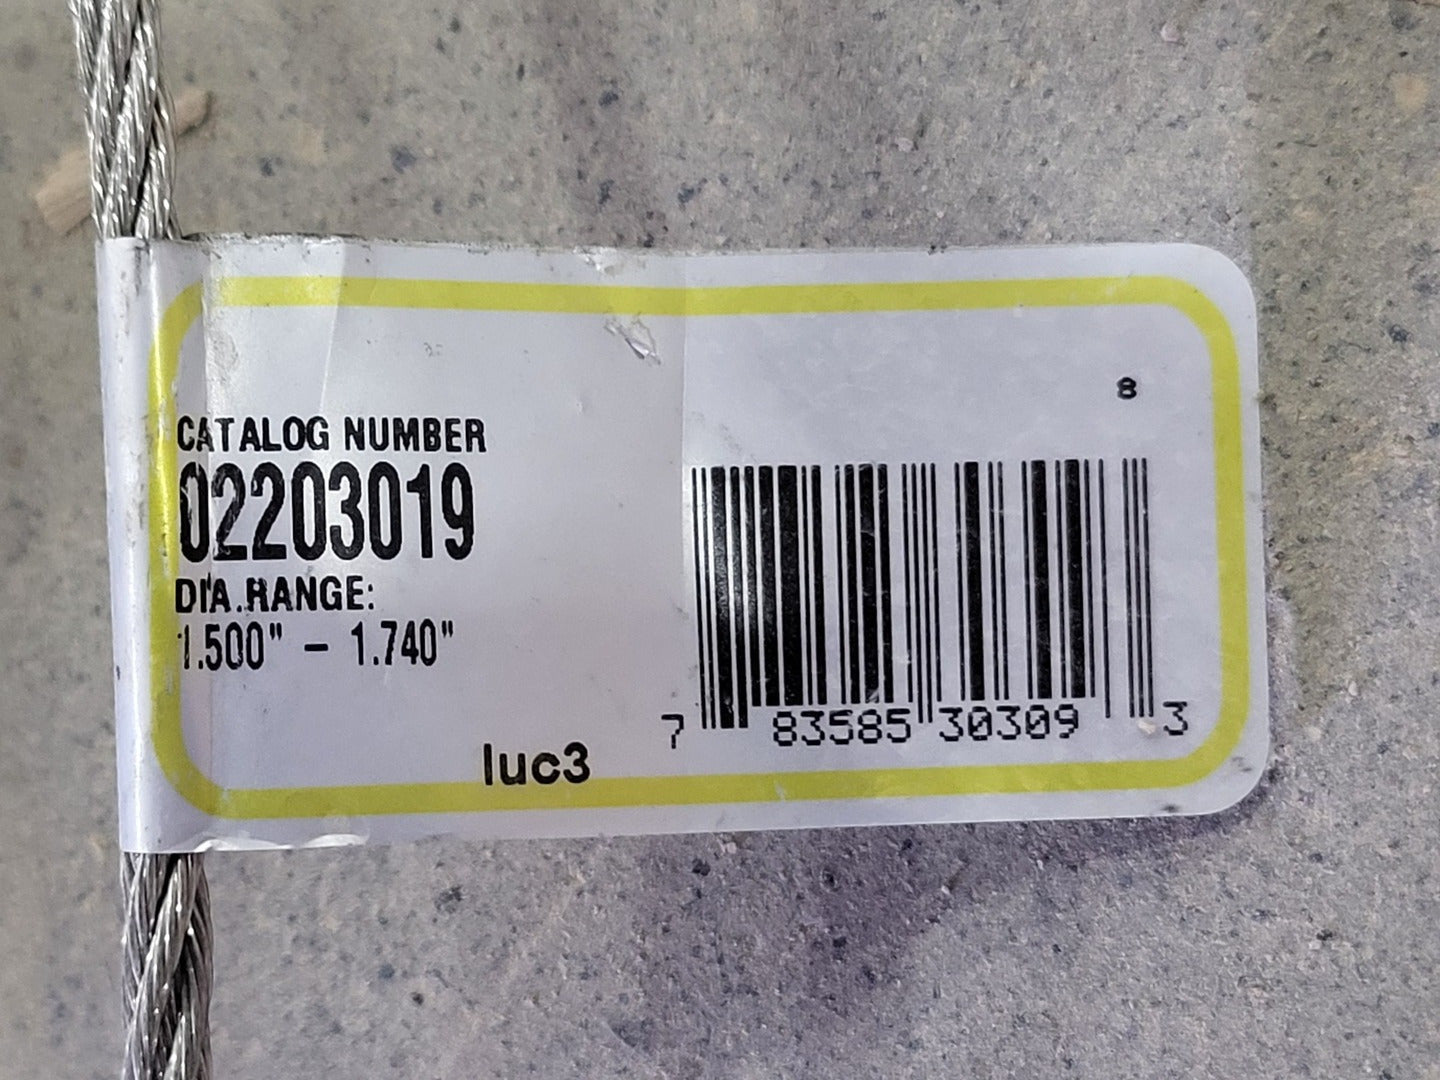 8
CATALOG NUMBER
02203019
DIA.RANGE:
1.500" - 1.740"
7 83585 30309 3
luc3